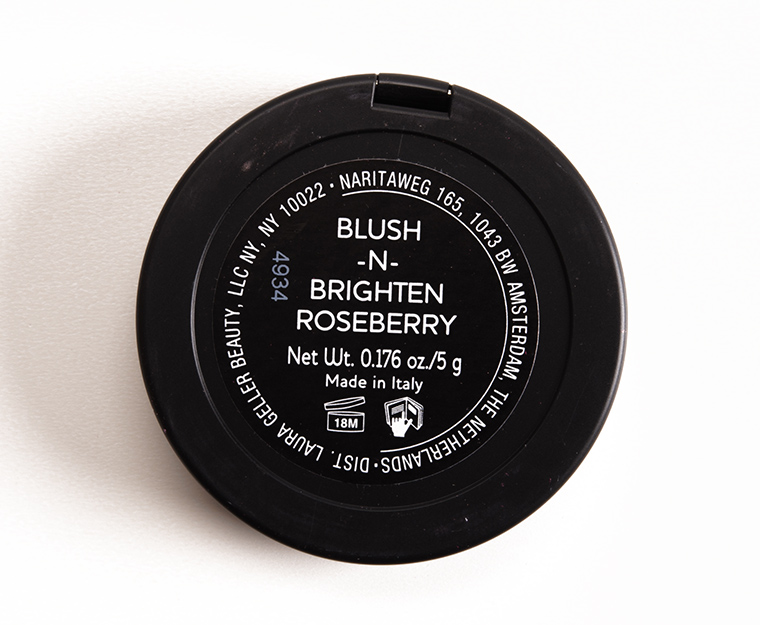 BLUSH
-N-
BRIGHTEN
ROSEBERRY
Net Wt. 0.176 oz./5 g
Made in Italy
18M
4934
DIST. LAURA GELLER BEAUTY, LLC NY, NY 10022 • NARITAWEG 165, 1043 BW AMSTERDAM, THE NETHERLANDS •